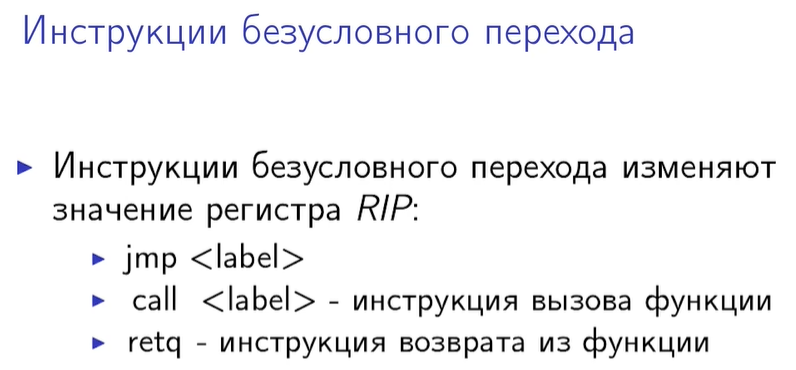 Инструкции безусловного перехода
Инструкции безусловного перехода изменяют
значение регистра RIP:
jmp <label>
call <label> - инструкция вызова функции
retq - инструкция возврата из функции